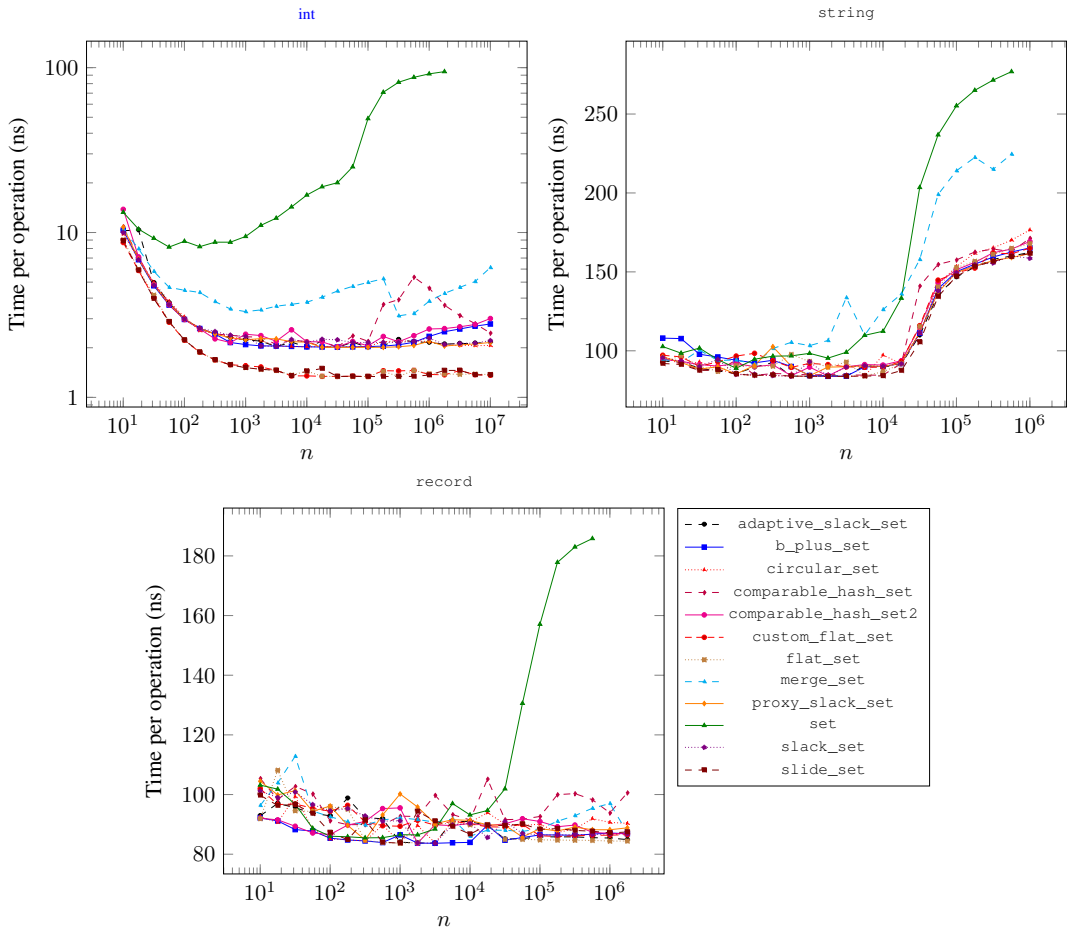 int
Time per operation (ns)
100
10
1
10^1 10^2 10^3 10^4 10^5 10^6 10^7
n
string
Time per operation (ns)
250
200
150
100
10^1 10^2 10^3 10^4 10^5 10^6
n
record
Time per operation (ns)
180
160
140
120
100
80
10^1 10^2 10^3 10^4 10^5 10^6
n
adaptive_slack_set
b_plus_set
circular_set
comparable_hash_set
comparable_hash_set2
custom_flat_set
flat_set
merge_set
proxy_slack_set
set
slack_set
slide_set